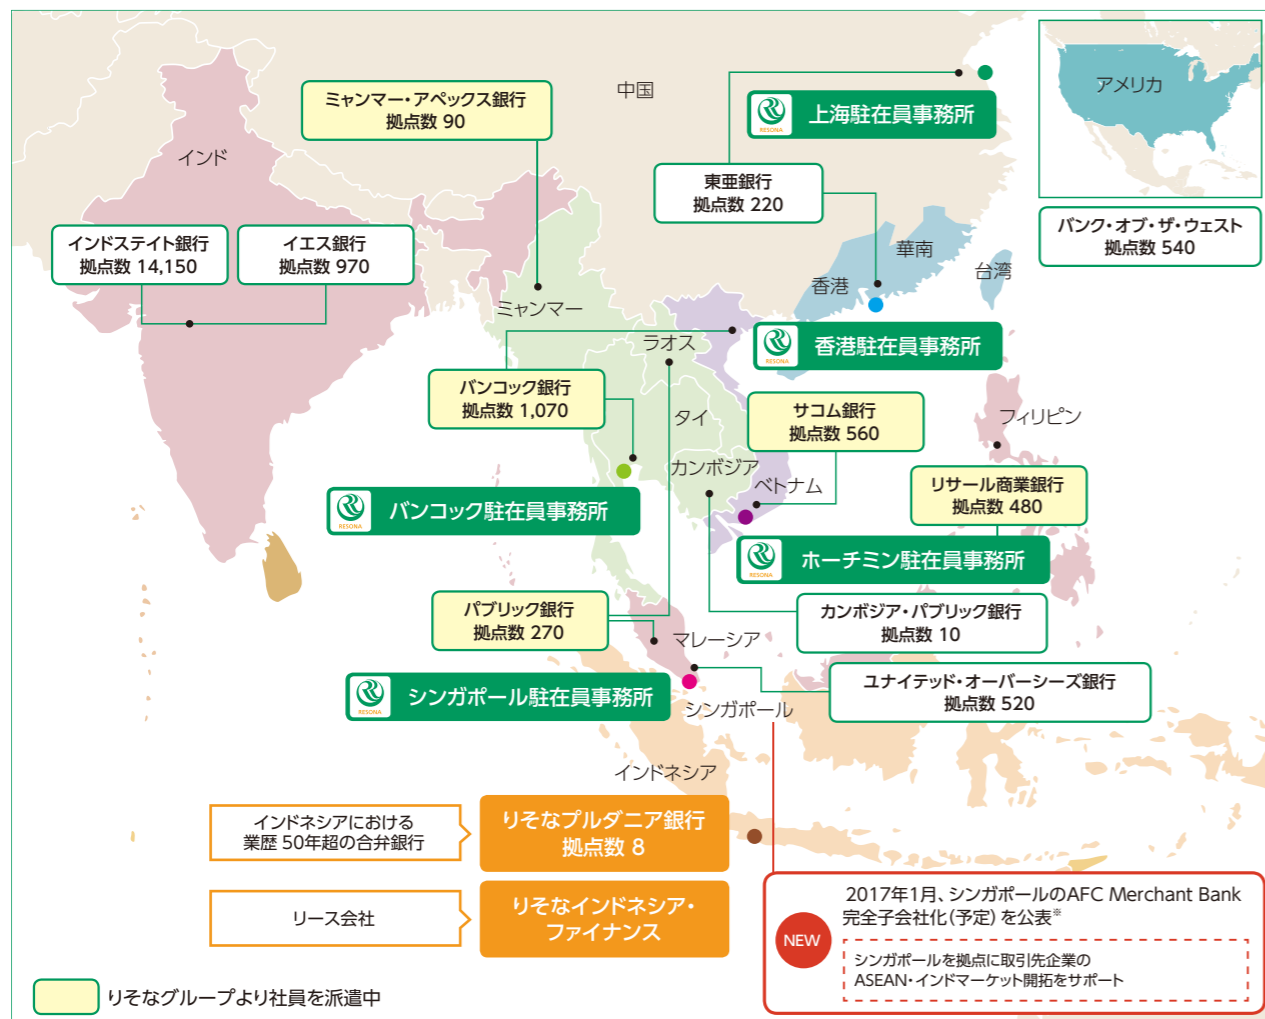 中国
アメリカ
ミャンマー・アペックス銀行
拠点数 90
RESONA
上海駐在員事務所
インド
東亜銀行
拠点数 220
バンク・オブ・ザ・ウェスト
拠点数 540
インドステイト銀行
拠点数 14,150
イエス銀行
拠点数 970
華南
台湾
香港
ミャンマー
ラオス
RESONA
香港駐在員事務所
バンコック銀行
拠点数 1,070
タイ
サコム銀行
拠点数 560
フィリピン
カンボジア
ベトナム
リサール商業銀行
拠点数 480
RESONA
バンコック駐在員事務所
RESONA
ホーチミン駐在員事務所
パブリック銀行
拠点数 270
カンボジア・パブリック銀行
拠点数 10
マレーシア
RESONA
シンガポール駐在員事務所
ユナイテッド・オーバーシーズ銀行
拠点数 520
シンガポール
インドネシア
インドネシアにおける
業歴 50年超の合弁銀行
りそなプルダニア銀行
拠点数 8
リース会社
りそなインドネシア・
ファイナンス
NEW
2017年1月、シンガポールのAFC Merchant Bank
完全子会社化（予定）を公表※
シンガポールを拠点に取引先企業の
ASEAN・インドマーケット開拓をサポート
りそなグループより社員を派遣中